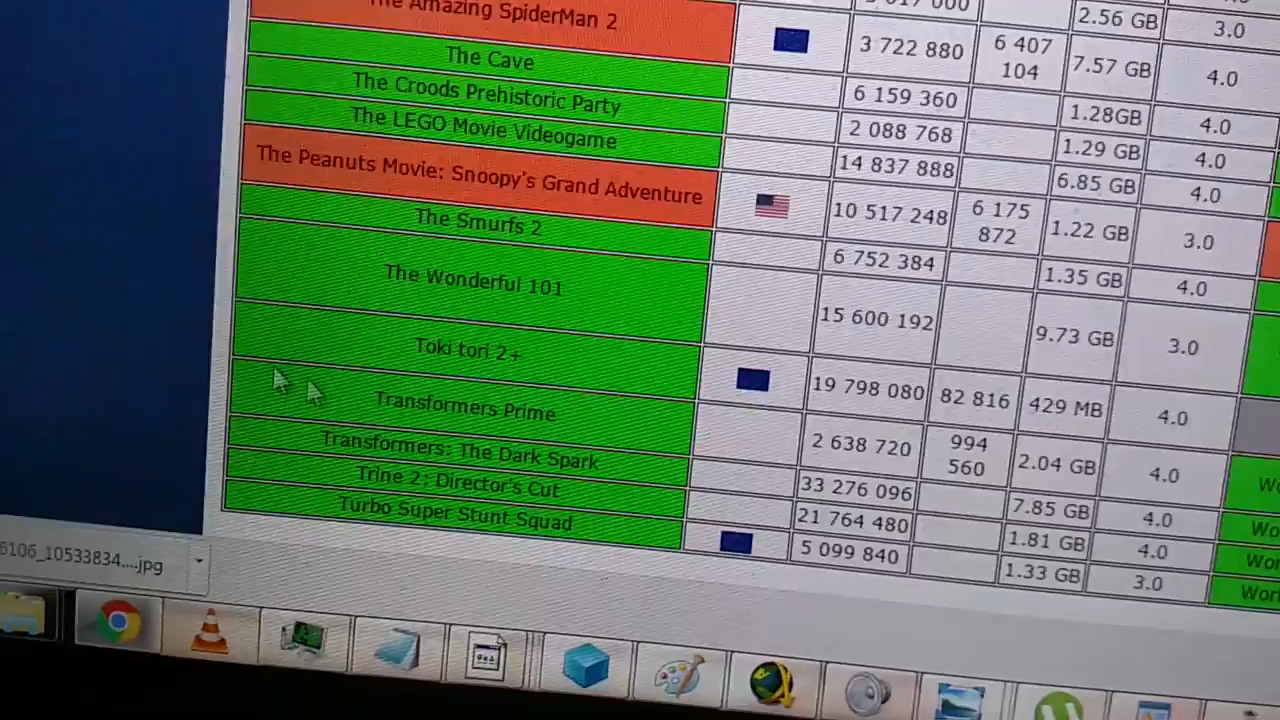 The Amazing SpiderMan 2
2.56 GB 3.0
3 722 880 6 407 104 7.57 GB 4.0
The Cave 6 159 360 1.28GB 4.0
The Croods Prehistoric Party 2 088 768 1.29 GB 4.0
The LEGO Movie Videogame 14 837 888 6.85 GB 4.0
The Peanuts Movie: Snoopy's Grand Adventure 10 517 248 6 175 872 1.22 GB 3.0
The Smurfs 2 6 752 384 1.35 GB 4.0
The Wonderful 101 15 600 192 9.73 GB 3.0
Toki tori 2+ 19 798 080 82 816 429 MB 4.0
Transformers Prime 2 638 720 994 560 2.04 GB 4.0
Transformers: The Dark Spark 33 276 096 7.85 GB 4.0
Trine 2: Director's Cut 21 764 480 1.81 GB 4.0
Turbo Super Stunt Squad 5 099 840 1.33 GB 3.0
6106_10533834....jpg